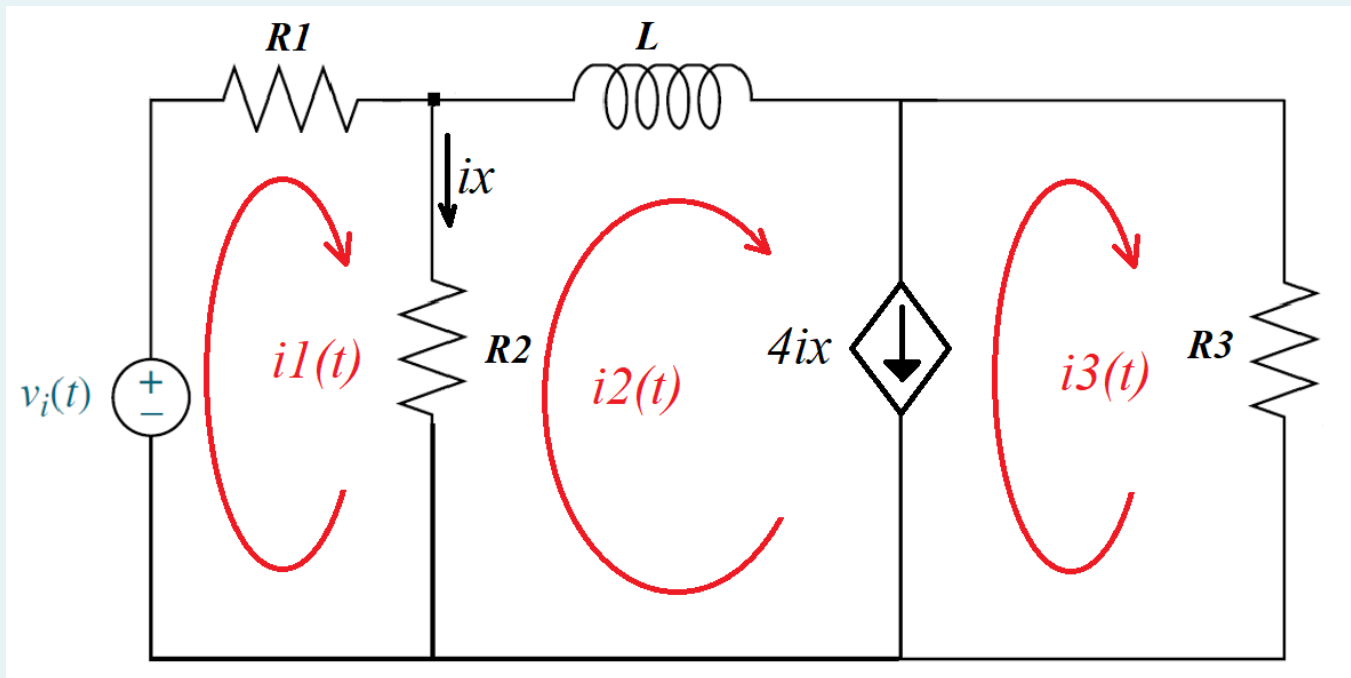 R1
L
ix
R2
R3
4ix
i1(t)
i2(t)
i3(t)
vᵢ(t)
+
−